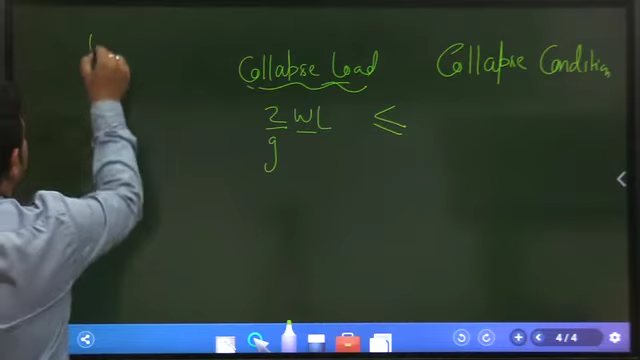 Collapse Load
Collapse Condition
2 WL ≤
9
4 / 4